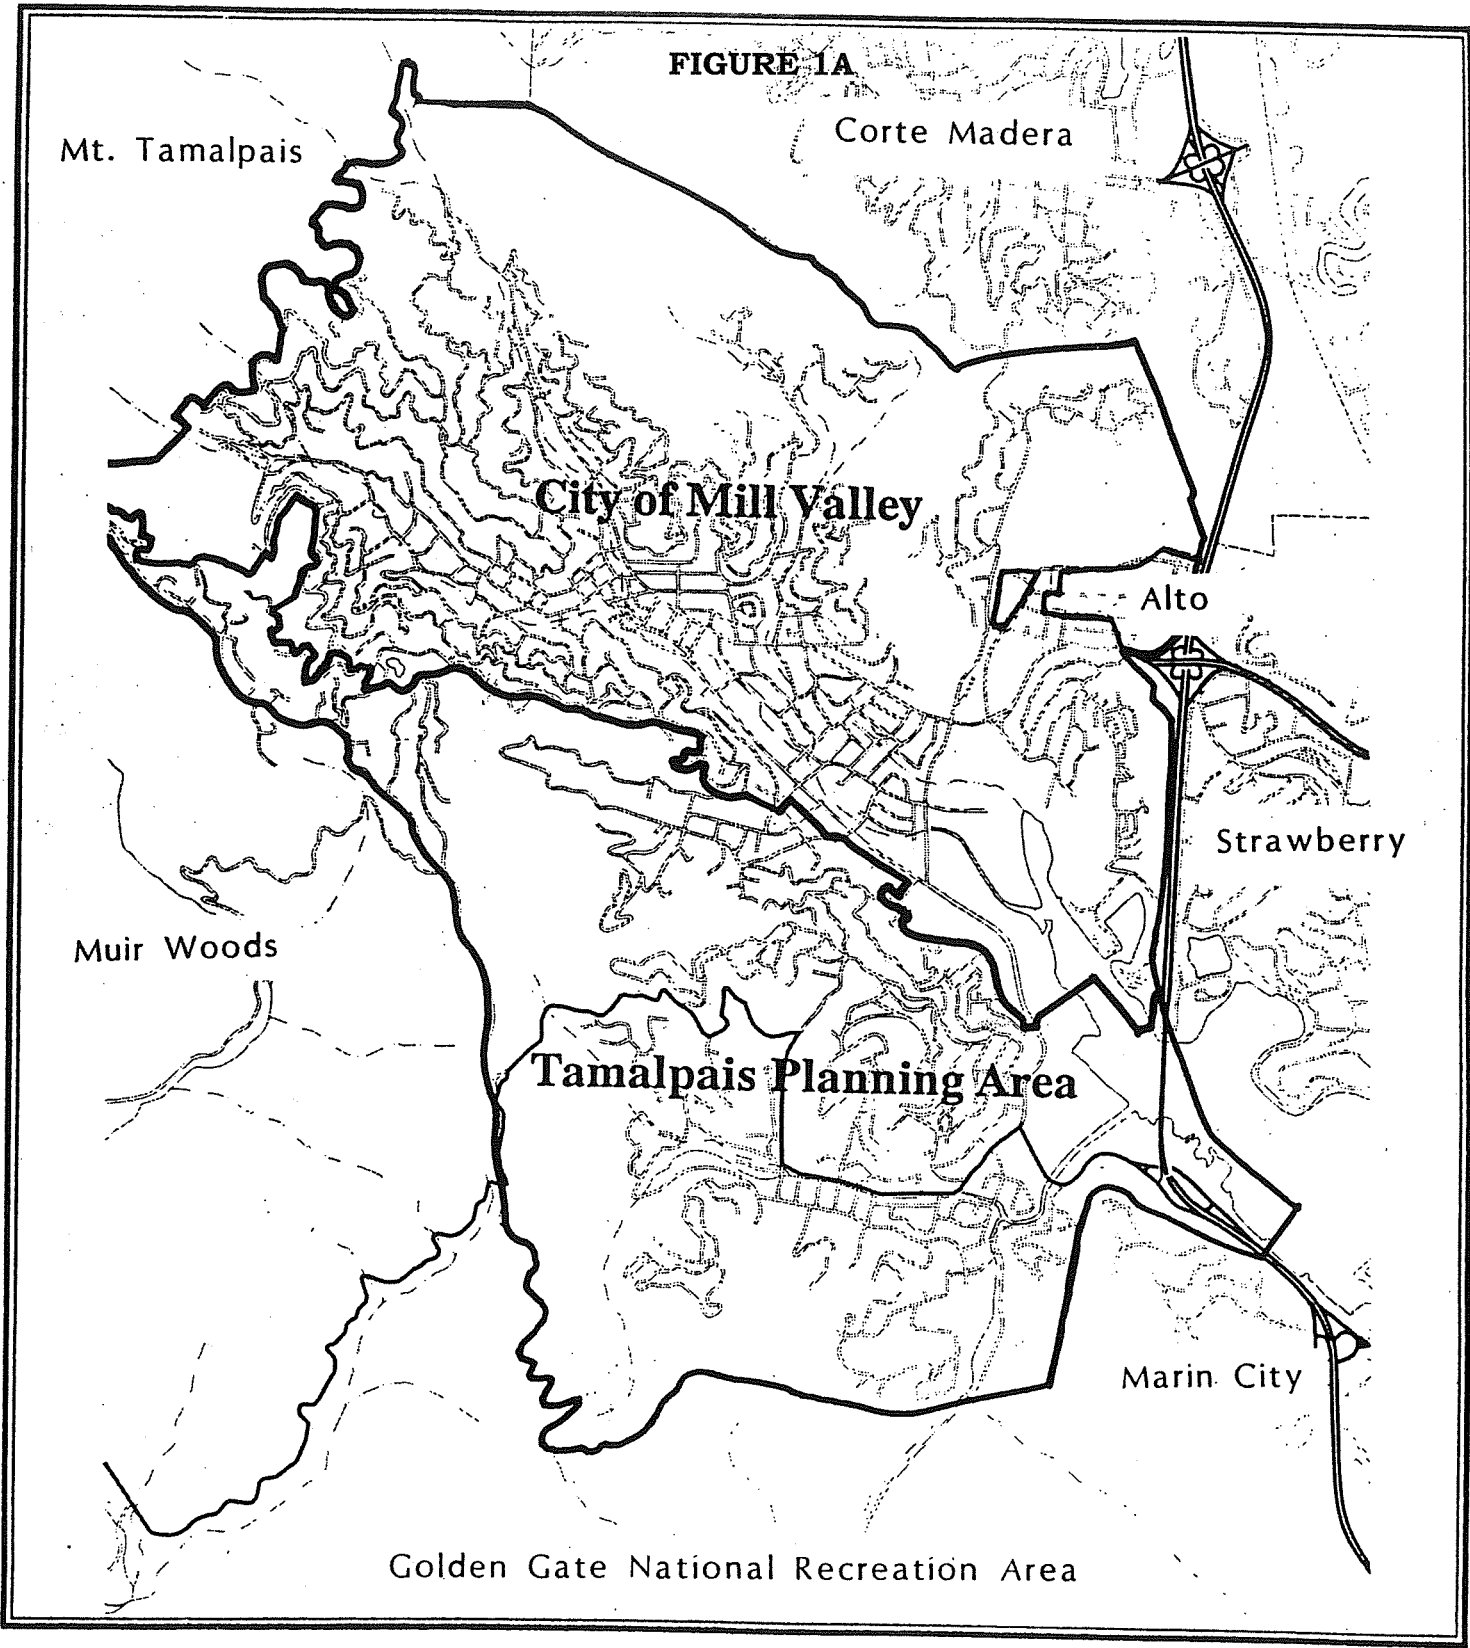 FIGURE 1A
Corte Madera
Mt. Tamalpais
City of Mill Valley
Alto
Strawberry
Muir Woods
Tamalpais Planning Area
Marin City
Golden Gate National Recreation Area